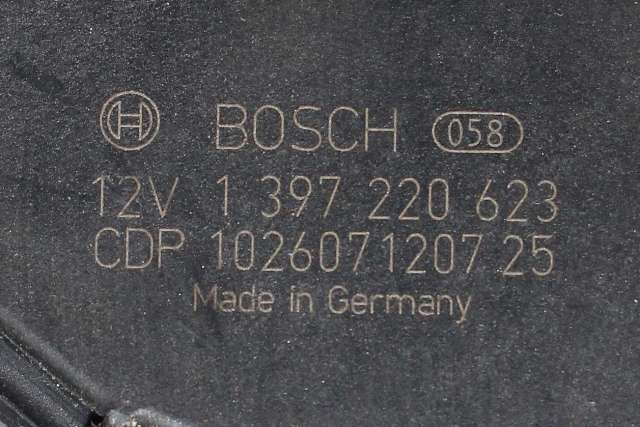 BOSCH 058
12V 1 397 220 623
CDP 1026071207 25
Made in Germany